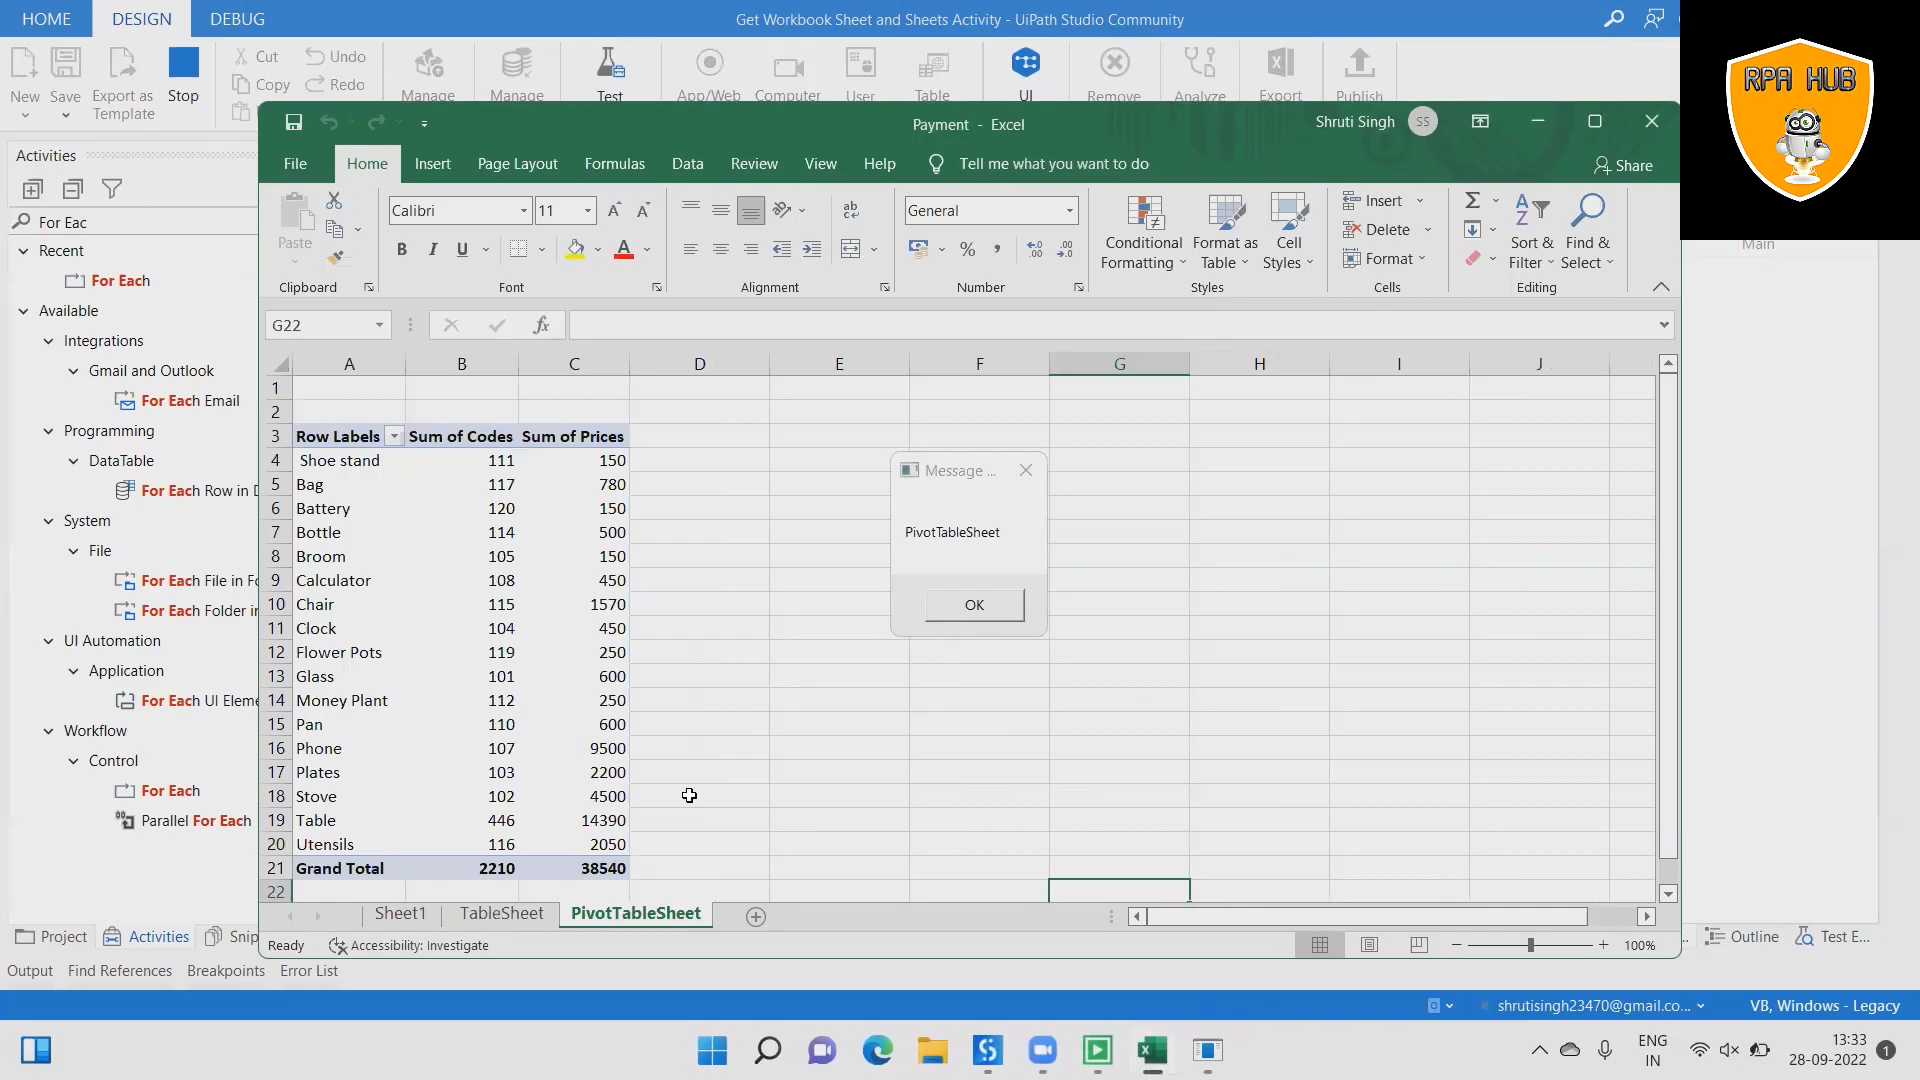 HOME DESIGN DEBUG
Get Workbook Sheet and Sheets Activity - UiPath Studio Community
RPA HUB
New Save Export as Template Stop
Cut Undo
Copy Redo
Manage Manage Test App/Web Computer User Table UI Remove Analyze Export Publish
Payment - Excel
Shruti Singh SS
File Home Insert Page Layout Formulas Data Review View Help Tell me what you want to do Share
Activities
For Eac
Recent
For Each
Available
Integrations
Gmail and Outlook
For Each Email
Programming
DataTable
For Each Row in D
System
File
For Each File in Fo
For Each Folder in
UI Automation
Application
For Each UI Eleme
Workflow
Control
For Each
Parallel For Each
Paste
Calibri 11
B I U
ab
General
% ,
Conditional Formatting
Format as Table
Cell Styles
Insert
Delete
Format
Sort & Filter
Find & Select
Clipboard Font Alignment Number Styles Cells Editing
Main
G22 fx
A B C D E F G H I J
1
2
3 Row Labels Sum of Codes Sum of Prices
4 Shoe stand 111 150
5 Bag 117 780
6 Battery 120 150
7 Bottle 114 500
8 Broom 105 150
9 Calculator 108 450
10 Chair 115 1570
11 Clock 104 450
12 Flower Pots 119 250
13 Glass 101 600
14 Money Plant 112 250
15 Pan 110 600
16 Phone 107 9500
17 Plates 103 2200
18 Stove 102 4500
19 Table 446 14390
20 Utensils 116 2050
21 Grand Total 2210 38540
22
Message ...
PivotTableSheet
OK
Sheet1 TableSheet PivotTableSheet
Ready Accessibility: Investigate 100%
Project Activities Snip
Outline Test E...
Output Find References Breakpoints Error List
shrutisingh23470@gmail.co... VB, Windows - Legacy
ENG
IN
13:33
28-09-2022
1